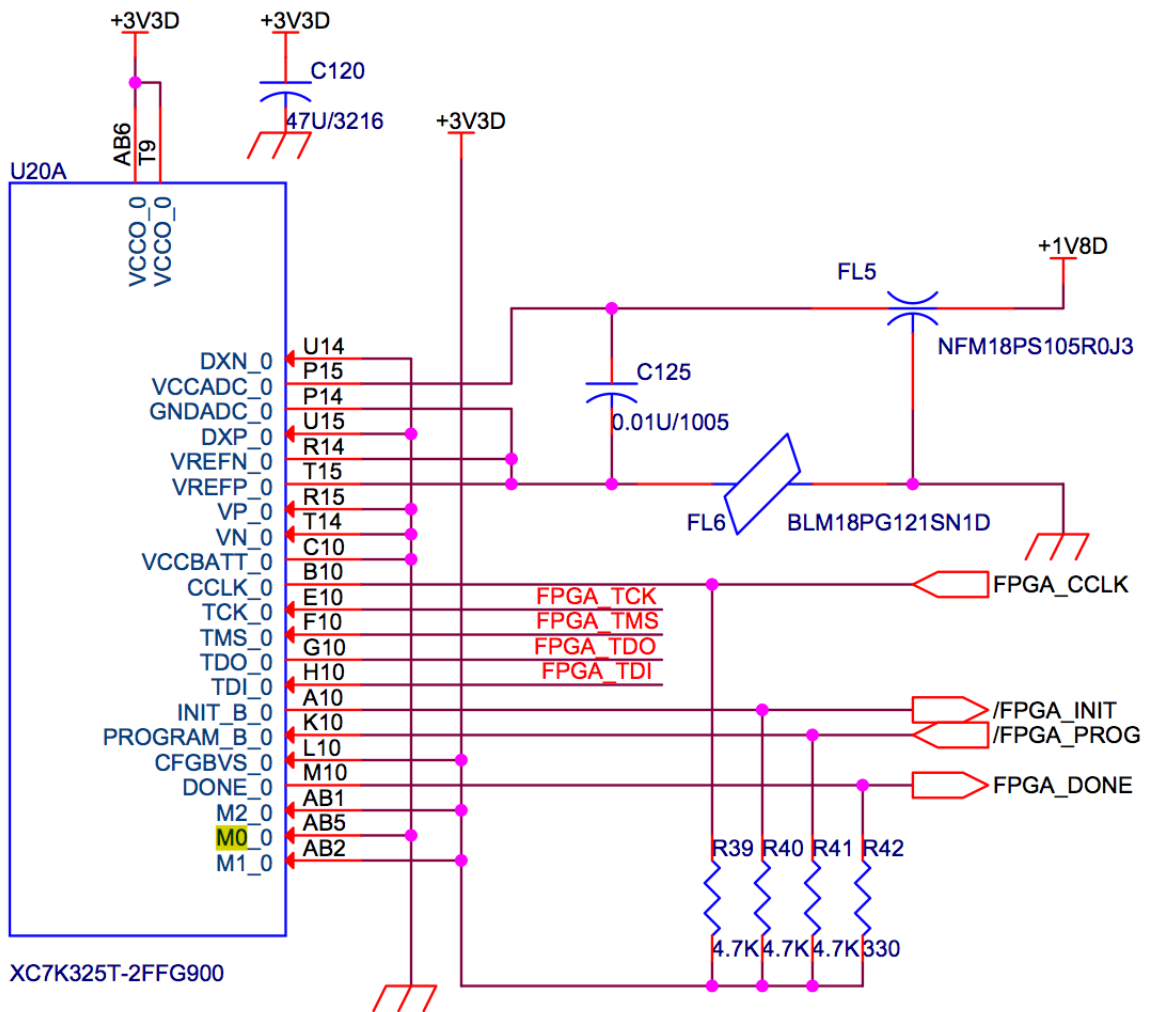 +3V3D
+3V3D
C120
47U/3216
+3V3D
AB6
T9
U20A
VCCO_0
VCCO_0
+1V8D
FL5
NFM18PS105R0J3
C125
0.01U/1005
FL6
BLM18PG121SN1D
DXN_0 U14
VCCADC_0 P15
GNDADC_0 P14
DXP_0 U15
VREFN_0 R14
VREFP_0 T15
VP_0 R15
VN_0 T14
VCCBATT_0 C10
CCLK_0 B10 FPGA_CCLK
TCK_0 E10 FPGA_TCK
TMS_0 F10 FPGA_TMS
TDO_0 G10 FPGA_TDO
TDI_0 H10 FPGA_TDI
INIT_B_0 A10 /FPGA_INIT
PROGRAM_B_0 K10 /FPGA_PROG
CFGBVS_0 L10
DONE_0 M10 FPGA_DONE
M2_0 AB1
M0_0 AB5
M1_0 AB2
R39 R40 R41 R42
4.7K 4.7K 4.7K 330
XC7K325T-2FFG900